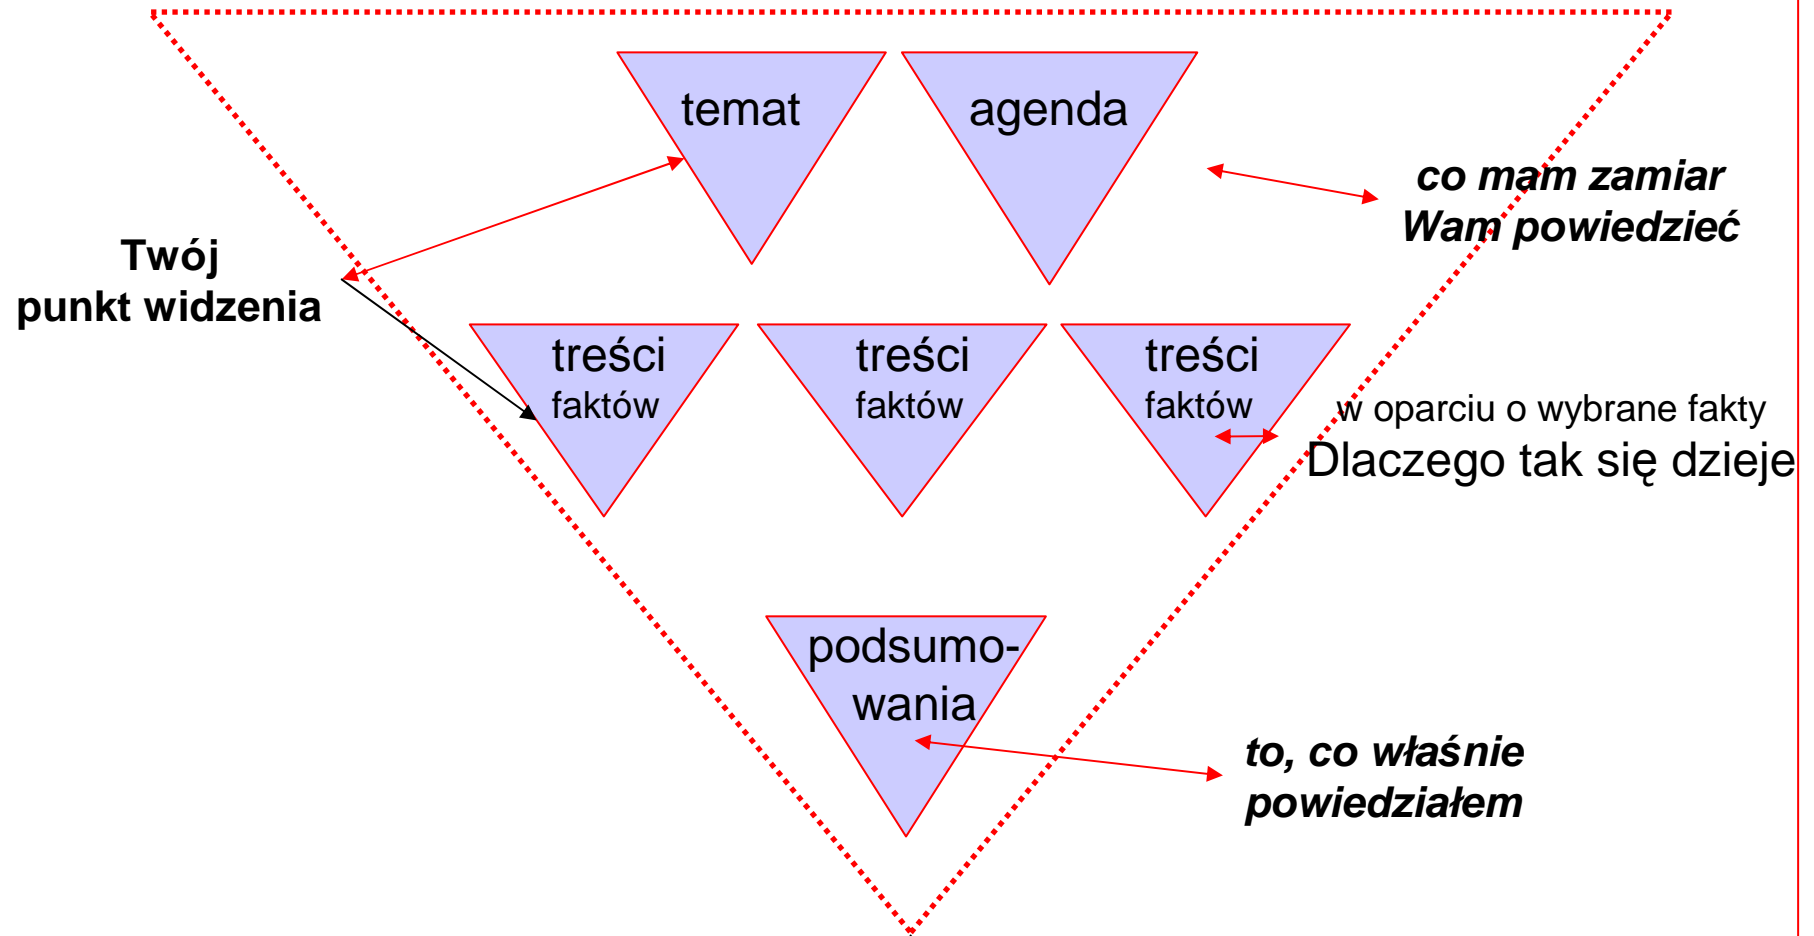 temat
agenda
co mam zamiar
Wam powiedzieć
Twój
punkt widzenia
treści
faktów
treści
faktów
treści
faktów
w oparciu o wybrane fakty
Dlaczego tak się dzieje
podsumo-
wania
to, co właśnie
powiedziałem